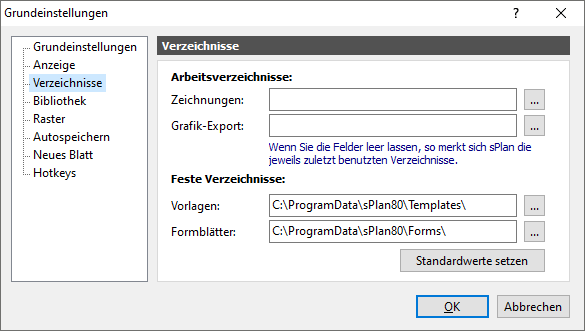 Grundeinstellungen
?
Grundeinstellungen
Anzeige
Verzeichnisse
Bibliothek
Raster
Autospeichern
Neues Blatt
Hotkeys
Verzeichnisse
Arbeitsverzeichnisse:
Zeichnungen: ...
Grafik-Export: ...
Wenn Sie die Felder leer lassen, so merkt sich sPlan die
jeweils zuletzt benutzten Verzeichnisse.
Feste Verzeichnisse:
Vorlagen: C:\ProgramData\sPlan80\Templates\ ...
Formblätter: C:\ProgramData\sPlan80\Forms\ ...
Standardwerte setzen
OK Abbrechen